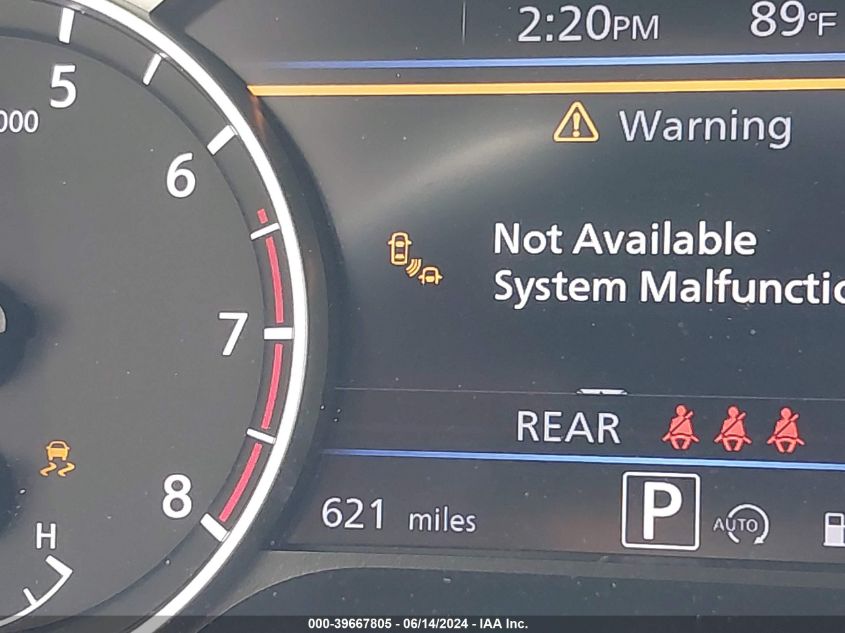 2:20PM 89°F
5
000
Warning
6
Not Available
System Malfunctio
7
REAR
8
H
621 miles
P AUTO
000-39667805 - 06/14/2024 - IAA Inc.